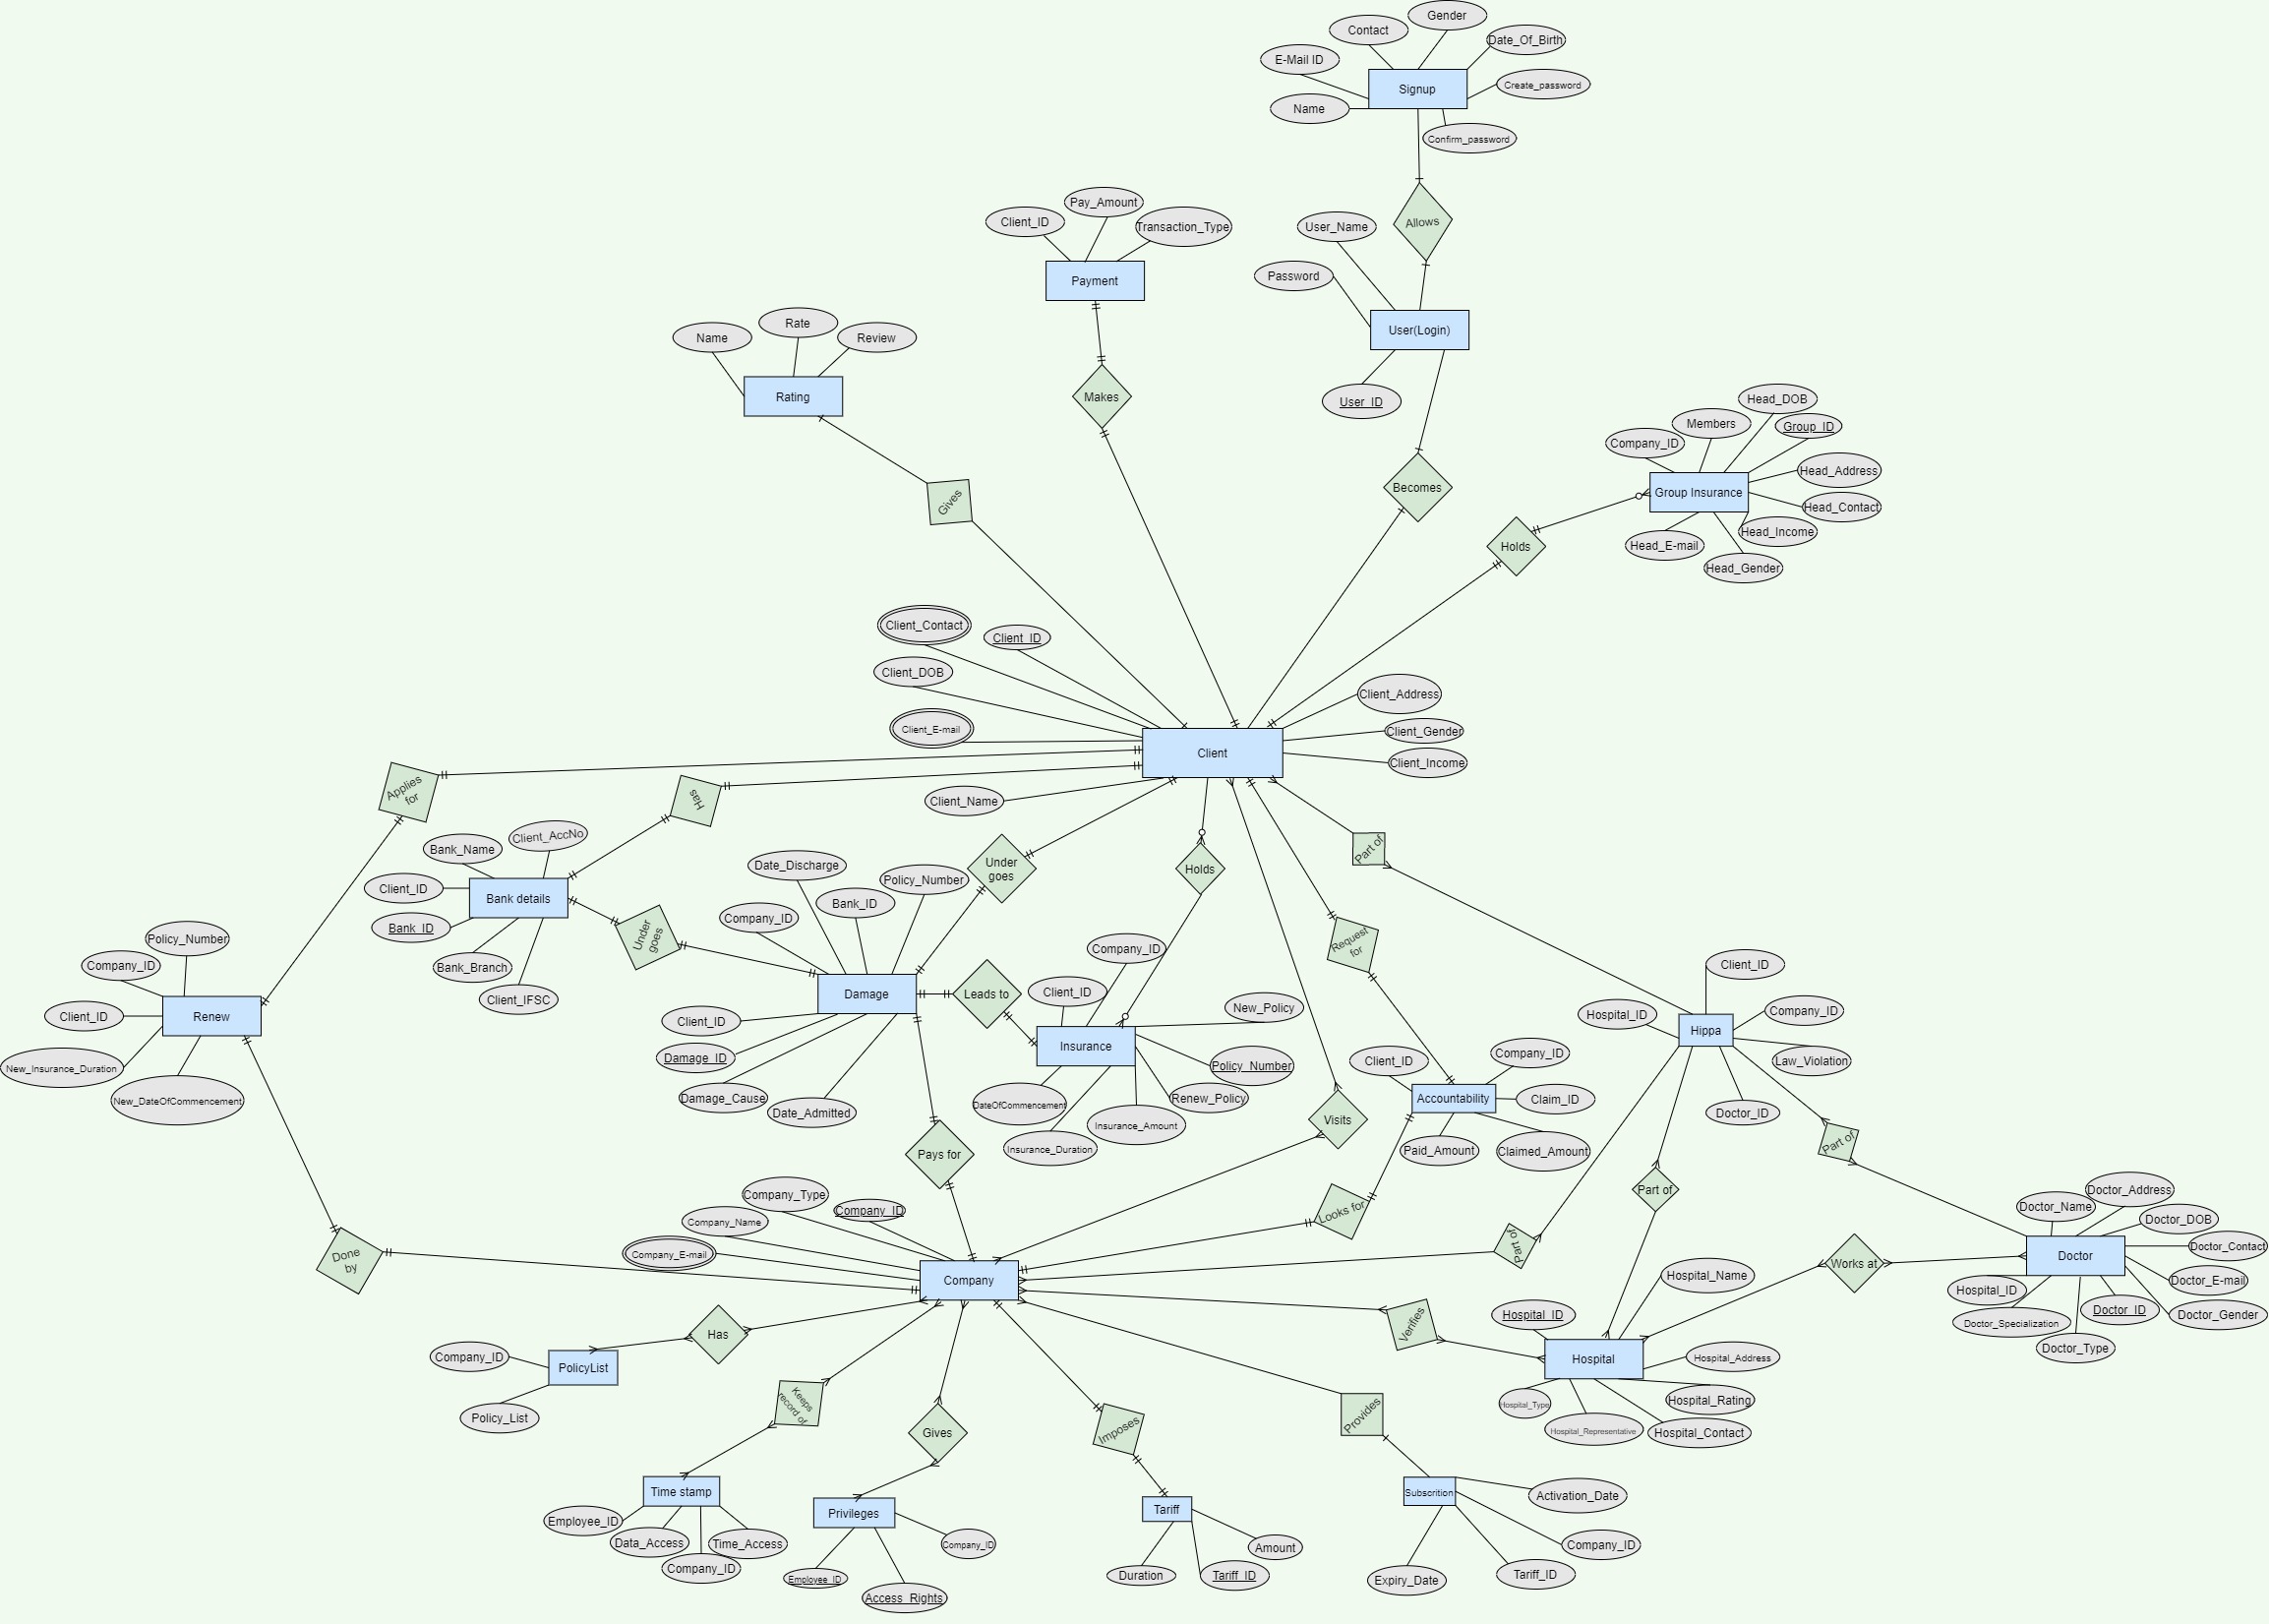 Gender
Contact
Date_Of_Birth
E-Mail ID
Signup
Create_password
Name
Confirm_password
Allows
Pay_Amount
Client_ID
Transaction_Type
User_Name
Password
Payment
User(Login)
User_ID
Name
Rate
Review
Rating
Makes
Gives
Becomes
Head_DOB
Members
Group_ID
Company_ID
Head_Address
Group Insurance
Head_Contact
Head_Income
Head_E-mail
Head_Gender
Holds
Client_Contact
Client_ID
Client_DOB
Client_E-mail
Client_Address
Client_Gender
Client
Client_Income
Client_Name
Applies
for
Has
Client_AccNo
Bank_Name
Client_ID
Bank details
Bank_ID
Bank_Branch
Client_IFSC
Under
goes
Under
goes
Holds
Part of
Date_Discharge
Policy_Number
Bank_ID
Company_ID
Damage
Client_ID
Damage_ID
Damage_Cause
Date_Admitted
Leads to
Policy_Number
Company_ID
Client_ID
Renew
New_Insurance_Duration
New_DateOfCommencement
Company_ID
Client_ID
New_Policy
Insurance
Policy_Number
DateOfCommencement
Renew_Policy
Insurance_Amount
Insurance_Duration
Request
for
Client_ID
Company_ID
Accountability
Claim_ID
Paid_Amount
Claimed_Amount
Visits
Client_ID
Hospital_ID
Company_ID
Hippa
Law_Violation
Doctor_ID
Part of
Part of
Part of
Pays for
Looks for
Done
by
Company_Type
Company_ID
Company_Name
Company_E-mail
Company
Doctor_Address
Doctor_Name
Doctor_DOB
Doctor_Contact
Doctor
Doctor_E-mail
Hospital_ID
Doctor_ID
Doctor_Gender
Doctor_Specialization
Doctor_Type
Works at
Hospital_Name
Hospital_ID
Hospital
Hospital_Address
Hospital_Type
Hospital_Rating
Hospital_Representative
Hospital_Contact
Verifies
Has
Company_ID
PolicyList
Policy_List
Keeps
record of
Gives
Imposes
Provides
Time stamp
Employee_ID
Data_Access
Time_Access
Company_ID
Privileges
Company_ID
Employee_ID
Access_Rights
Tariff
Amount
Duration
Tariff_ID
Subscrition
Activation_Date
Company_ID
Tariff_ID
Expiry_Date